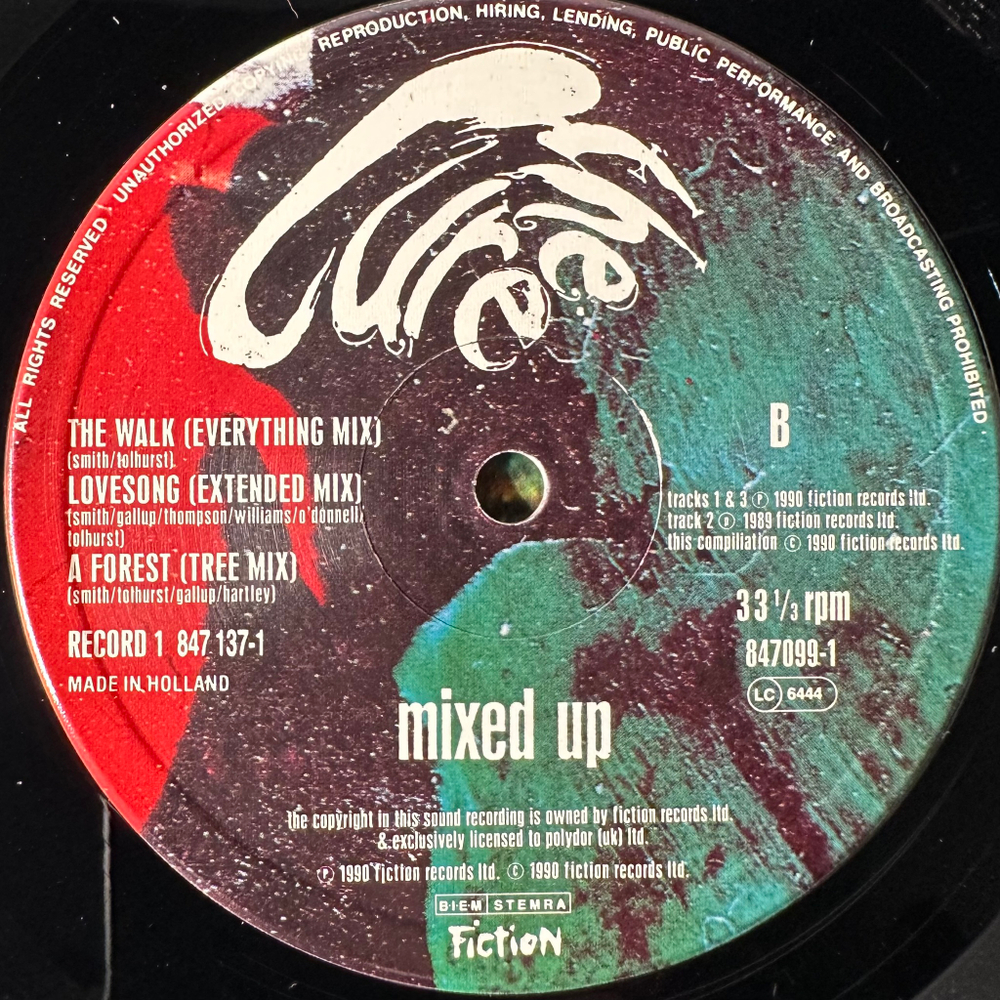 ALL RIGHTS RESERVED UNAUTHORIZED COPYING, REPRODUCTION, HIRING, LENDING, PUBLIC PERFORMANCE AND BROADCASTING PROHIBITED
The Cure
THE WALK (EVERYTHING MIX)
(smith/tolhurst)
LOVESONG (EXTENDED MIX)
(smith/gallup/thompson/williams/o'donnell/
tolhurst)
A FOREST (TREE MIX)
(smith/tolhurst/gallup/hartley)
RECORD 1 847 137-1
MADE IN HOLLAND
B
tracks 1 & 3 Ⓟ 1990 fiction records ltd.
track 2 Ⓟ 1989 fiction records ltd.
this compilation © 1990 fiction records ltd.
33 1/3 rpm
847099-1
LC 6444
mixed up
the copyright in this sound recording is owned by fiction records ltd.
& exclusively licensed to polydor (uk) ltd.
Ⓟ 1990 fiction records ltd. © 1990 fiction records ltd.
B·I·E·M STEMRA
Fiction